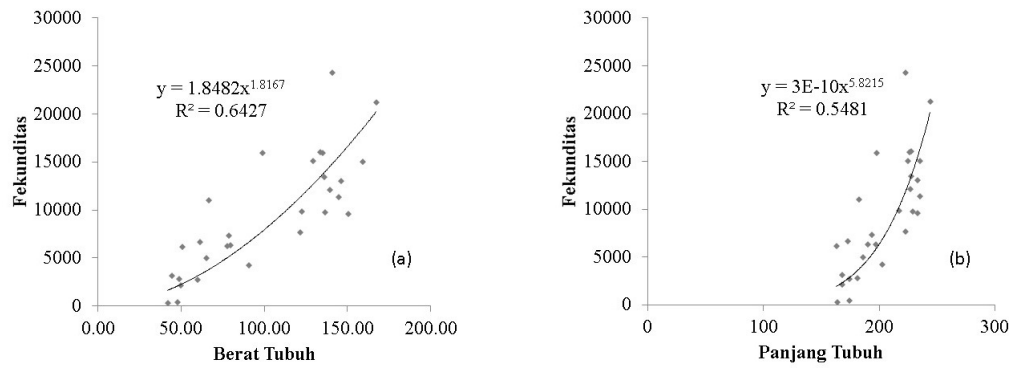 30000
25000
20000
15000
10000
5000
0
Fekunditas
y = 1.8482x^1.8167
R² = 0.6427
(a)
0.00 50.00 100.00 150.00 200.00
Berat Tubuh
30000
25000
20000
15000
10000
5000
0
Fekunditas
y = 3E-10x^5.8215
R² = 0.5481
(b)
0 100 200 300
Panjang Tubuh